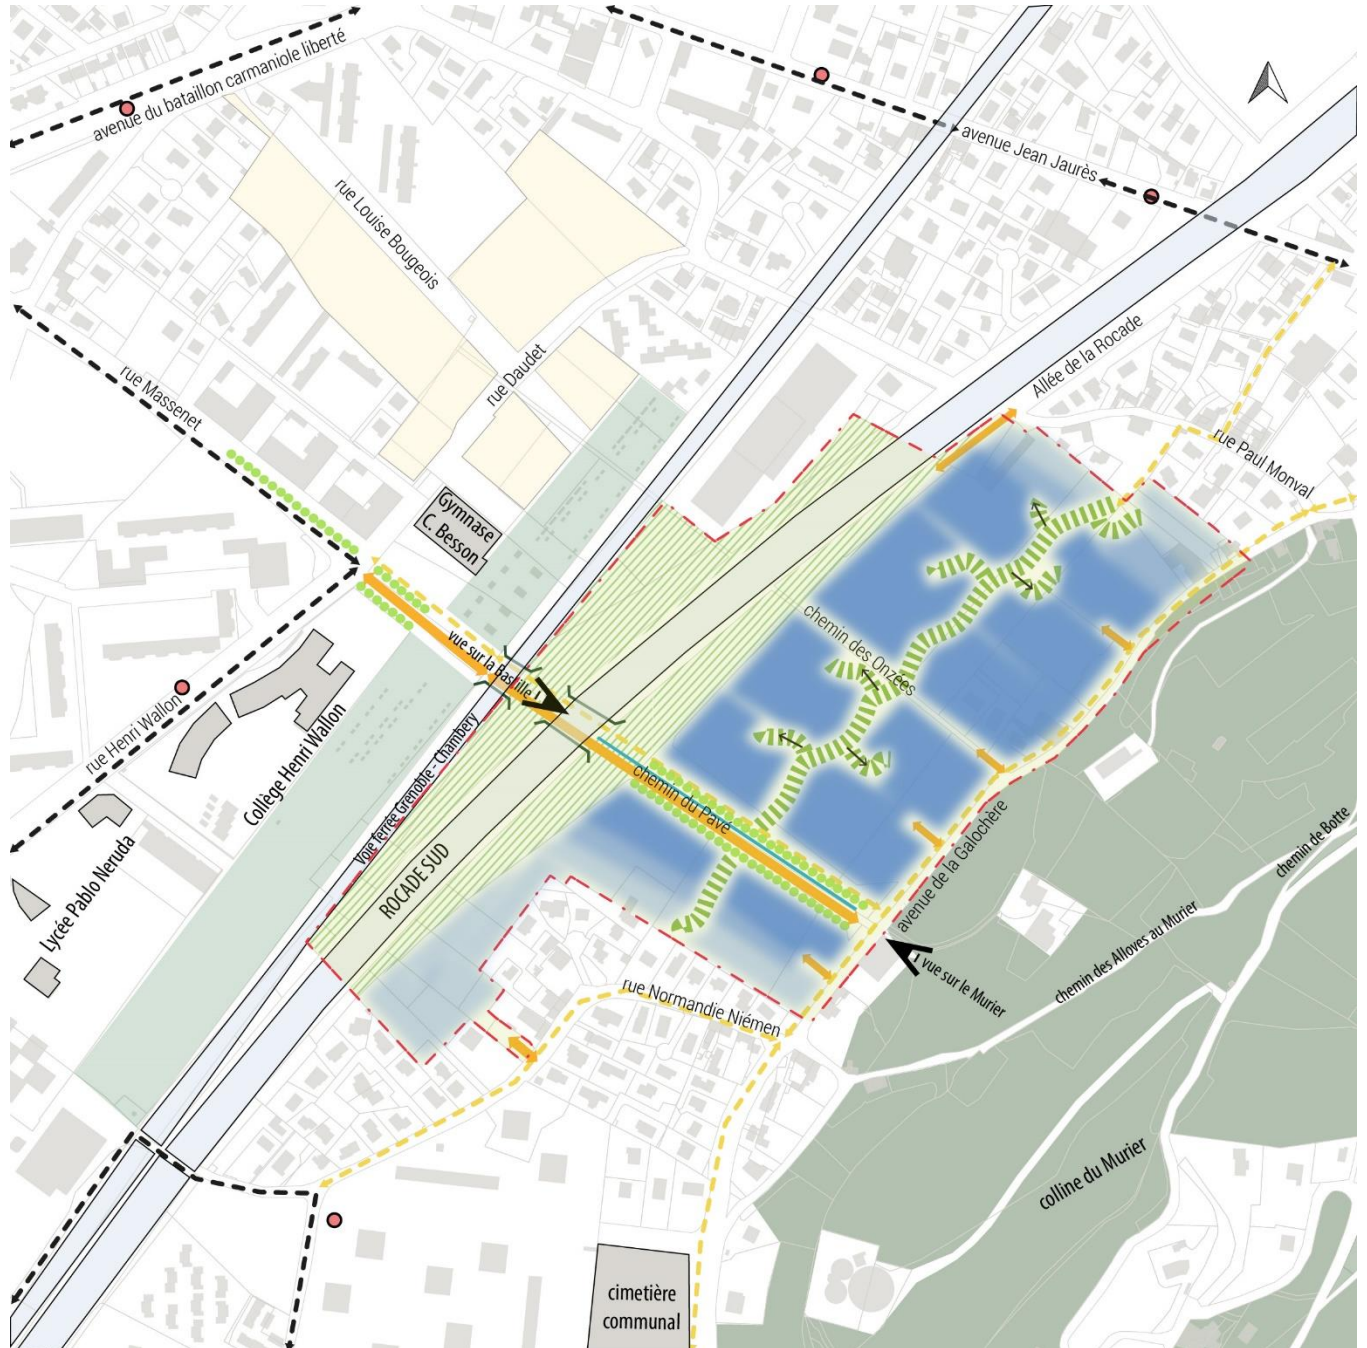 avenue du bataillon carmaniole liberté
avenue Jean Jaurès
rue Louise Bougeois
Allée de la Rocade
rue Daudet
rue Massenet
rue Paul Monval
Gymnase
C. Besson
chemin des Onzées
vue sur la Bastille !
rue Henri Wallon
Collège Henri Wallon
Voie ferrée Grenoble - Chambery
chemin du Pavé
Lycée Pablo Neruda
ROCADE SUD
avenue de la Galochère
chemin de Botte
chemin des Alloves au Murier
! vue sur le Murier
rue Normandie Niémen
colline du Murier
cimetière
communal